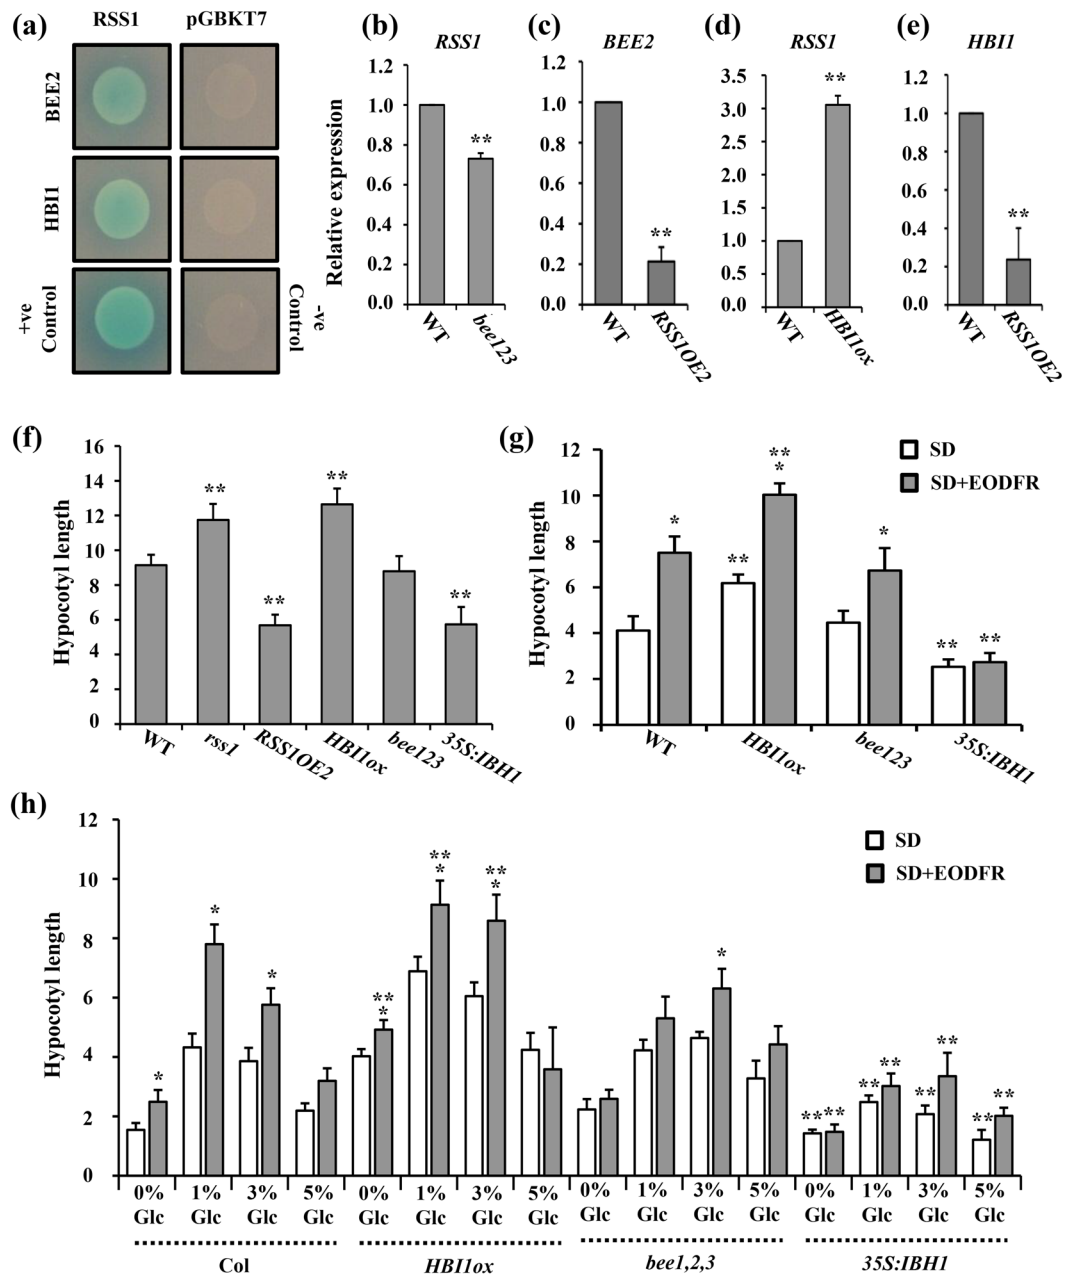 (a)
RSS1
pGBKT7
BEE2
HBI1
+ve
Control
-ve
Control
(b)
RSS1
Relative expression
1.2
1.0
0.8
0.6
0.4
0.2
0.0
**
WT
bee123
(c)
BEE2
1.2
1.0
0.8
0.6
0.4
0.2
0.0
**
WT
RSS1OE2
(d)
RSS1
3.5
3.0
2.5
2.0
1.5
1.0
0.5
0.0
**
WT
HBI1ox
(e)
HBI1
1.2
1.0
0.8
0.6
0.4
0.2
0.0
**
WT
RSS1OE2
(f)
Hypocotyl length
16
14
12
10
8
6
4
2
0
**
**
**
**
WT
rss1
RSS1OE2
HBI1ox
bee123
35S:IBH1
(g)
Hypocotyl length
12
10
8
6
4
2
0
SD
SD+EODFR
*
**
**
*
*
**
**
WT
HBI1ox
bee123
35S:IBH1
(h)
Hypocotyl length
12
10
8
6
4
2
0
SD
SD+EODFR
*
*
*
**
*
**
*
**
*
*
**
**
**
**
**
**
**
**
0% 1% 3% 5% 0% 1% 3% 5% 0% 1% 3% 5% 0% 1% 3% 5%
Glc Glc Glc Glc Glc Glc Glc Glc Glc Glc Glc Glc Glc Glc Glc Glc
Col HBI1ox bee1,2,3 35S:IBH1